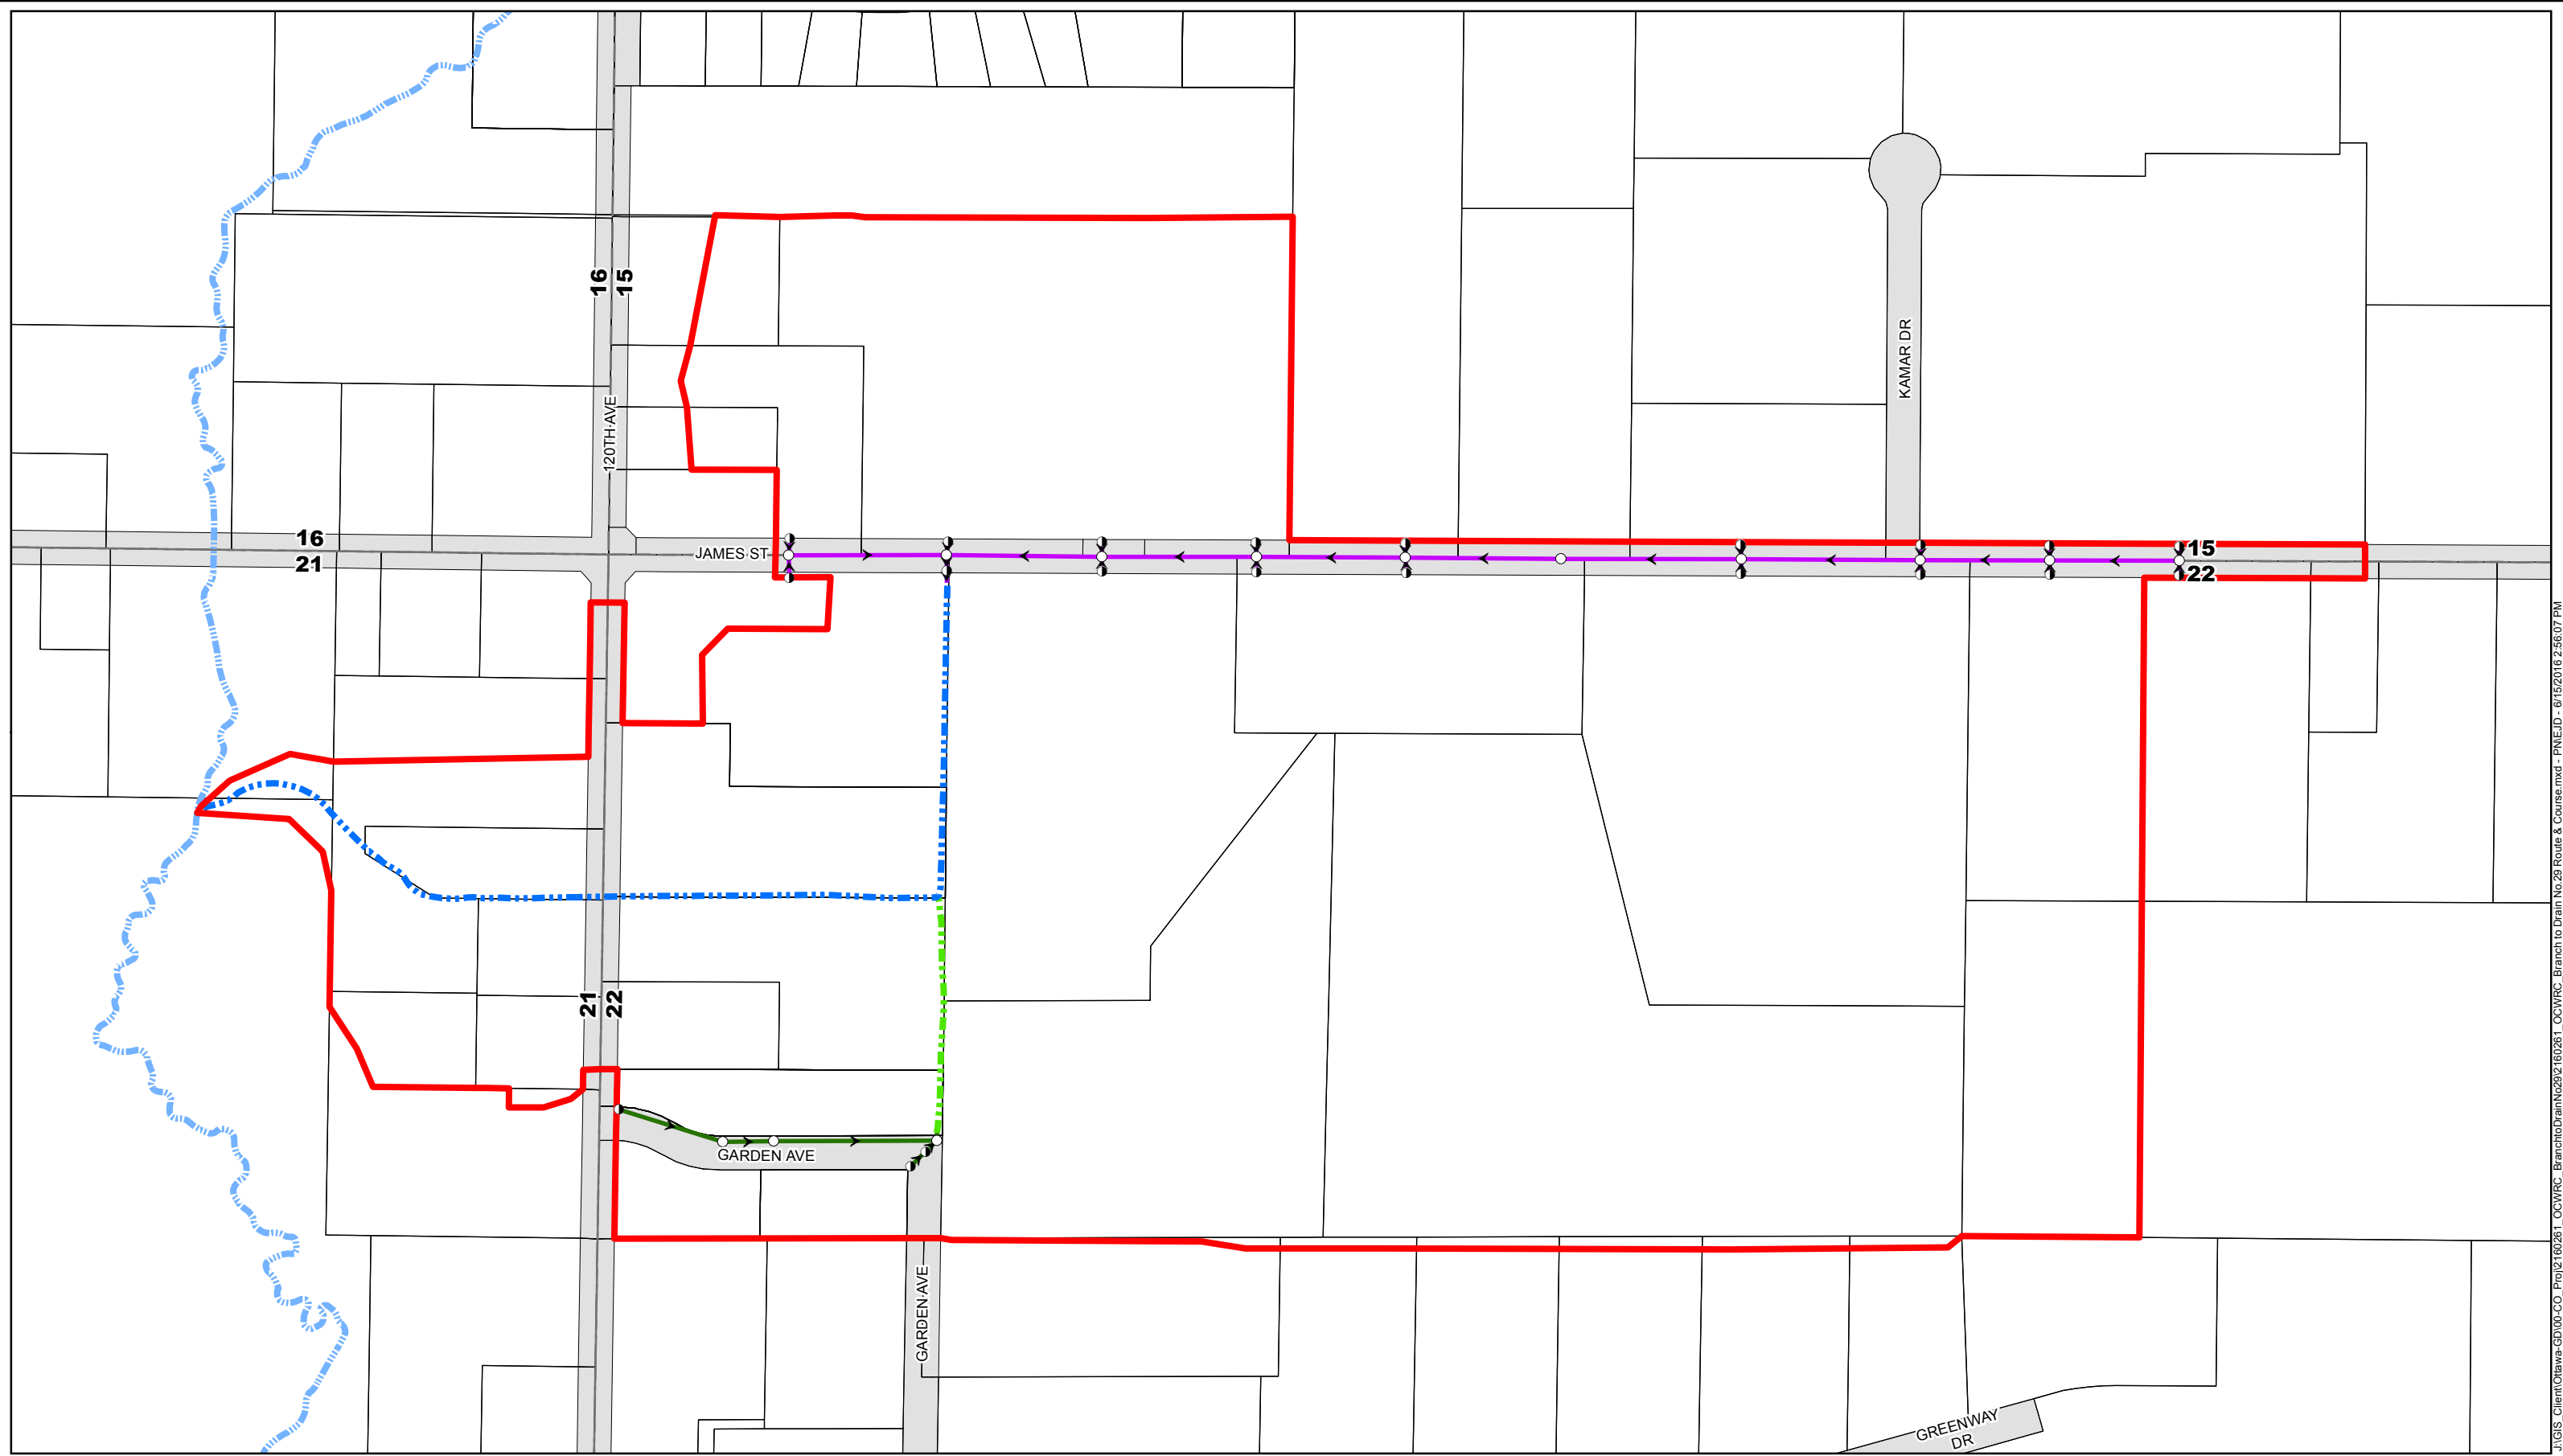 16
15
120TH AVE
KAMAR DR
16
JAMES ST
15
21
22
21
22
GARDEN AVE
GARDEN AVE
GREENWAY
DR
J:\GIS_Client\Ottawa-GD\00-CO_Proj\2160261_OCWRC_BranchtoDrainNo29\2160261_OCWRC_Branch to Drain No.29 Route & Course.mxd - PN\EJD - 6/15/2016 2:56:07 PM